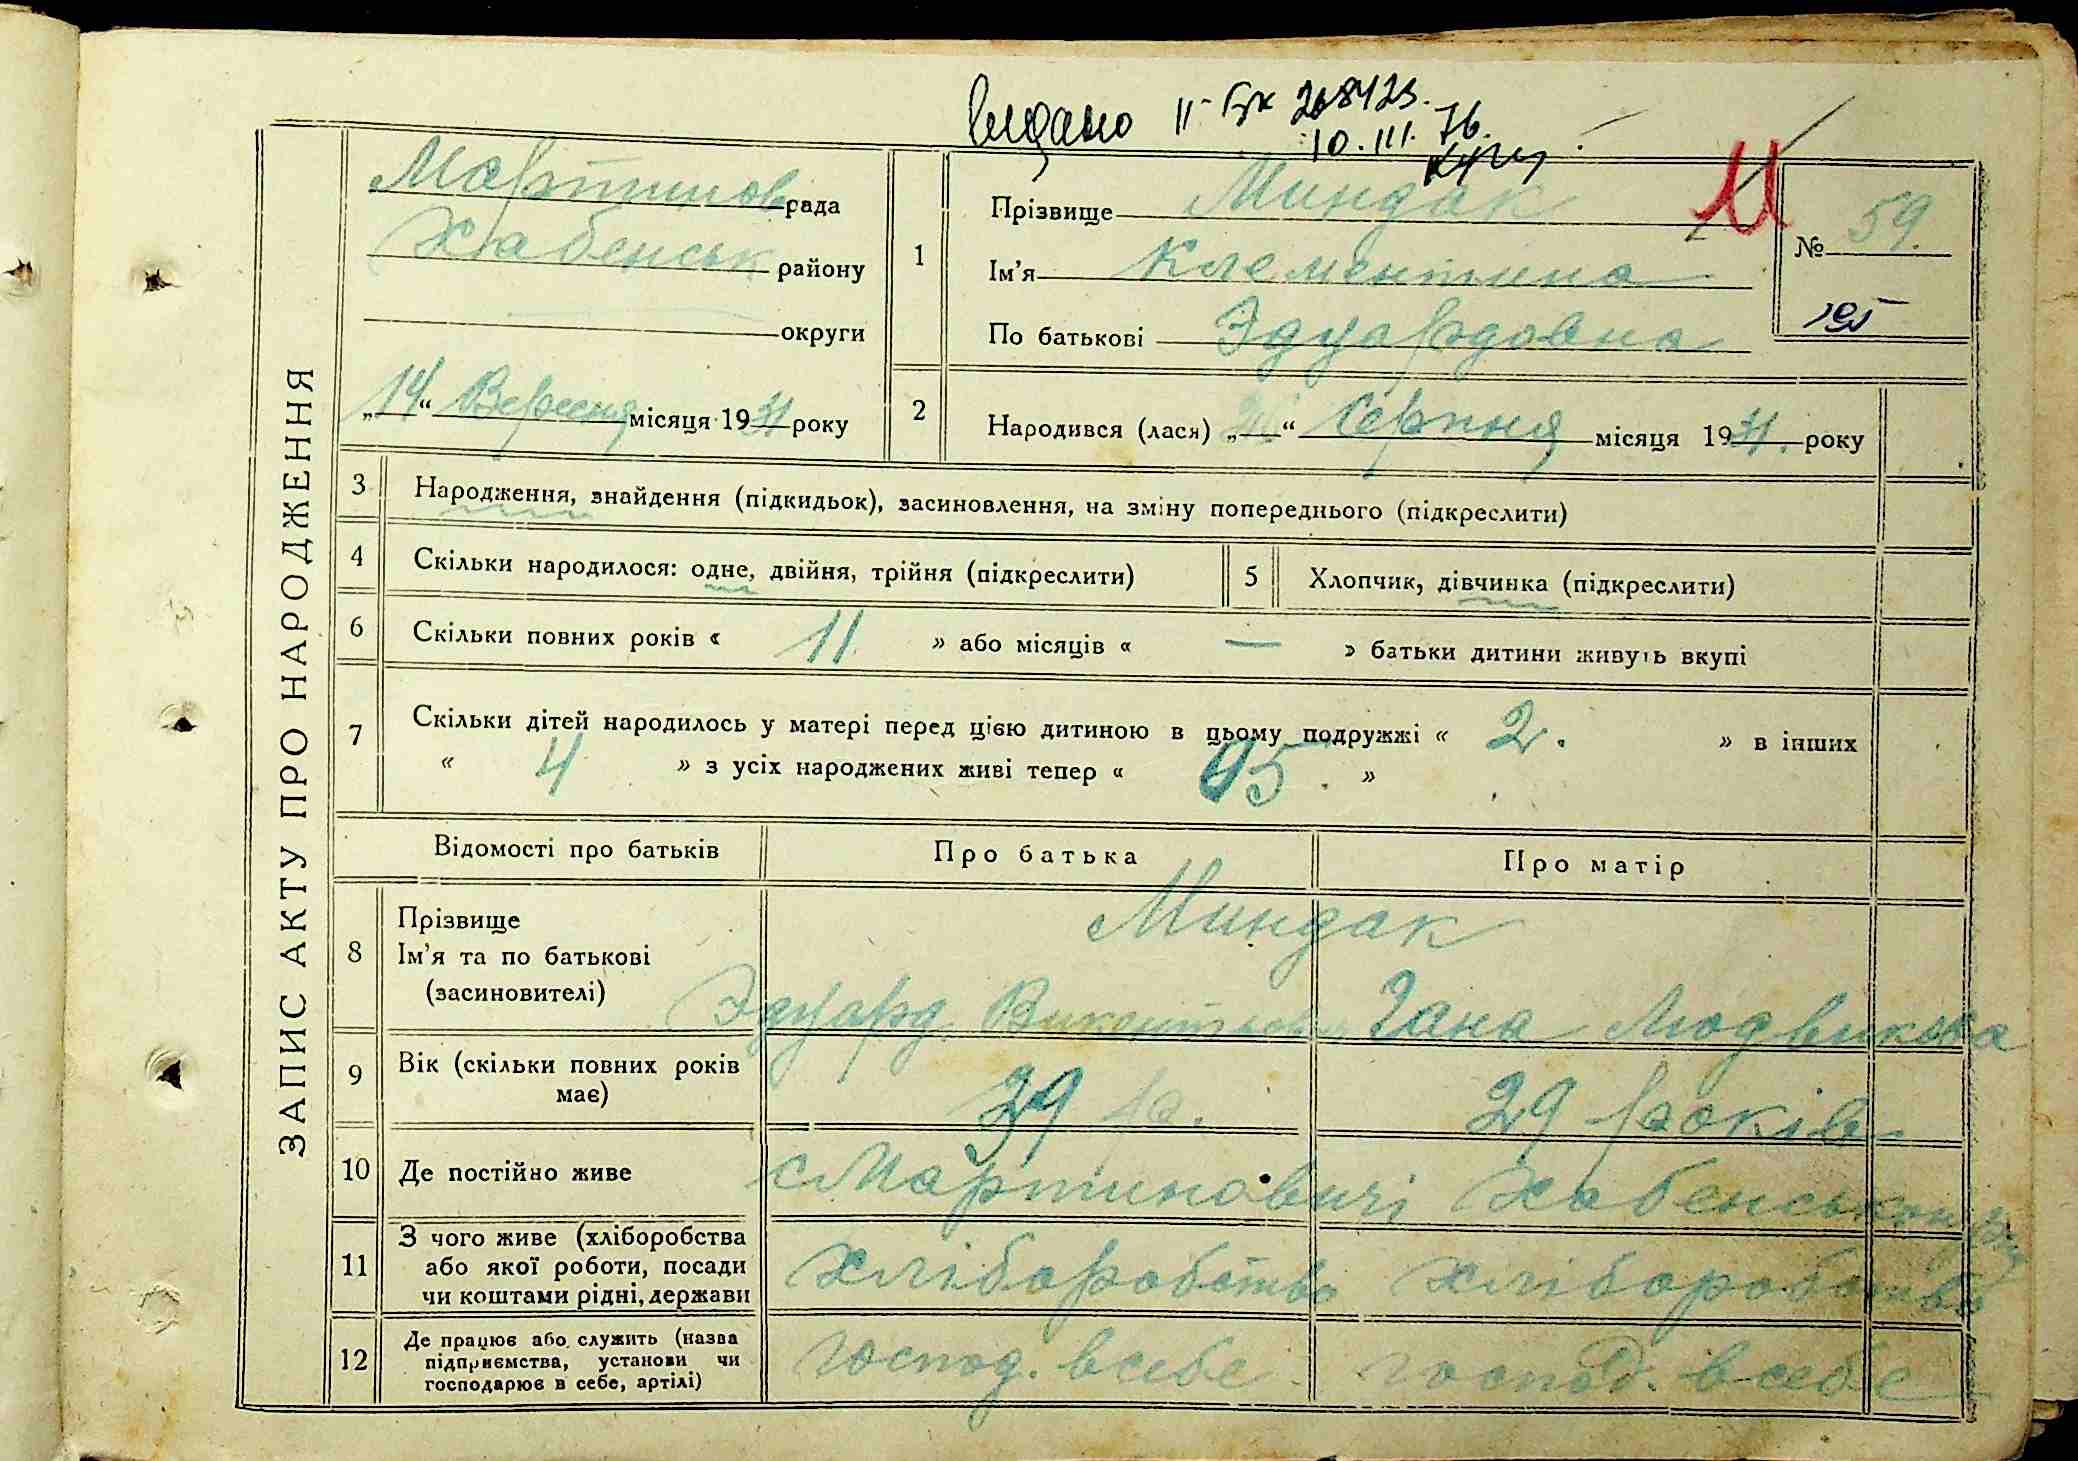 видано II-БК 268423.
10.III.76.
ЗАПИС АКТУ ПРО НАРОДЖЕННЯ
Мартинов рада
Хабенськ району
округи
„14“ Вересня місяця 1931 року
1
Прізвище Миндак
Ім'я Клементина
По батькові Эдуардовна
№ 59.
2
Народився (лася) „ “ Серпня місяця 1931. року
3 Народження, знайдення (підкидьок), засиновлення, на зміну попереднього (підкреслити)
4 Скільки народилося: одне, двійня, трійня (підкреслити)
5 Хлопчик, дівчинка (підкреслити)
6 Скільки повних років « 11 » або місяців « — » батьки дитини живуть вкупі
7 Скільки дітей народилось у матері перед цією дитиною в цьому подружжі « 2. » в інших
« 4 » з усіх народжених живі тепер « 5. »
Відомості про батьків Про батька Про матір
8 Прізвище Миндак
Ім'я та по батькові
(засиновителі) Эдуард Гана Людвиковна
9 Вік (скільки повних років
має) 39 ро. 29 років
10 Де постійно живе с Мартиновичі Хабенського
11 З чого живе (хліборобства
або якої роботи, посади
чи коштами рідні, держави Хліборобство Хліборобство
12 Де працює або служить (назва
підприємства, установи чи
господарює в себе, артілі) господ. в себе господ. в себе